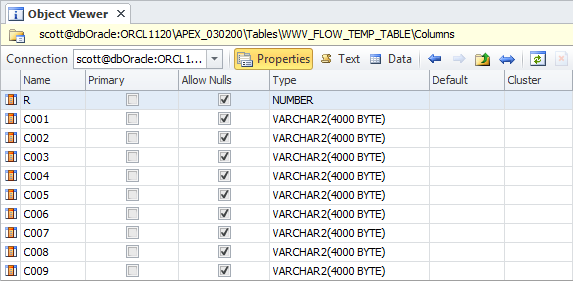 Object Viewer
scott@dbOracle:ORCL1120\APEX_030200\Tables\WWV_FLOW_TEMP_TABLE\Columns
Connection scott@dbOracle:ORCL1... Properties Text Data
Name Primary Allow Nulls Type Default Cluster
R NUMBER
C001 VARCHAR2(4000 BYTE)
C002 VARCHAR2(4000 BYTE)
C003 VARCHAR2(4000 BYTE)
C004 VARCHAR2(4000 BYTE)
C005 VARCHAR2(4000 BYTE)
C006 VARCHAR2(4000 BYTE)
C007 VARCHAR2(4000 BYTE)
C008 VARCHAR2(4000 BYTE)
C009 VARCHAR2(4000 BYTE)